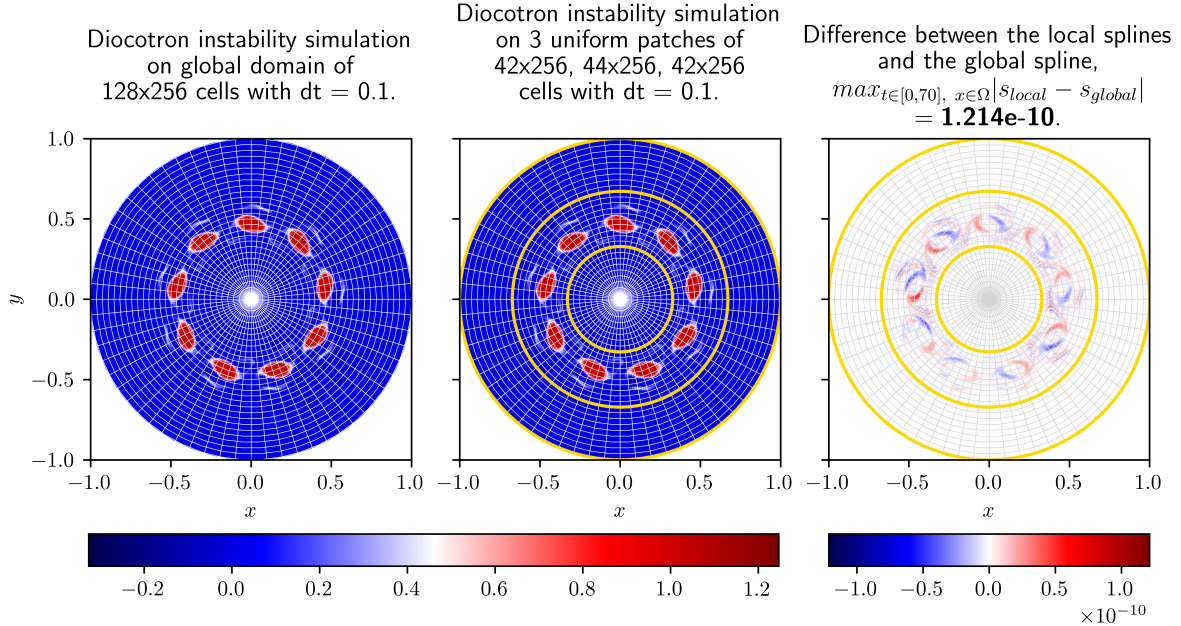 Diocotron instability simulation
on global domain of
128x256 cells with dt = 0.1.
Diocotron instability simulation
on 3 uniform patches of
42x256, 44x256, 42x256
cells with dt = 0.1.
Difference between the local splines
and the global spline,
max_{t∈[0,70], x∈Ω}|s_{local} − s_{global}|
= 1.214e-10.
1.0
0.5
0.0
−0.5
−1.0
y
−1.0 −0.5 0.0 0.5 1.0
x
−1.0 −0.5 0.0 0.5 1.0
x
−1.0 −0.5 0.0 0.5 1.0
x
−0.2 0.0 0.2 0.4 0.6 0.8 1.0 1.2
−1.0 −0.5 0.0 0.5 1.0
×10⁻¹⁰